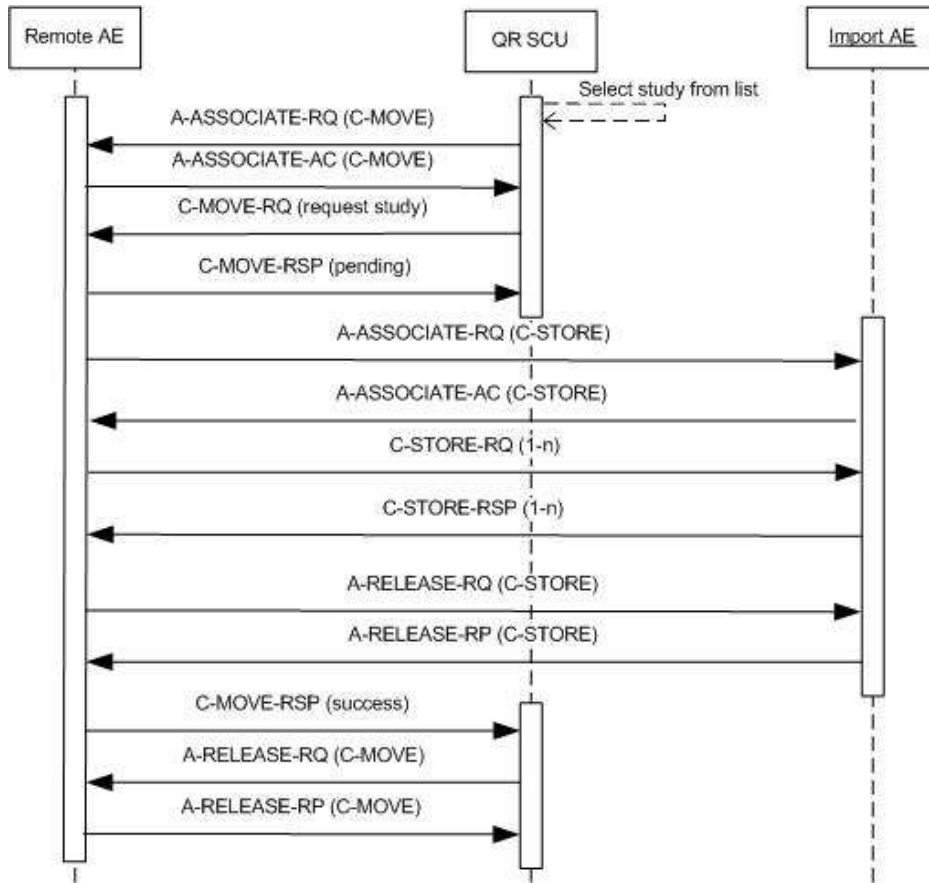 Remote AE
QR SCU
Import AE
Select study from list
A-ASSOCIATE-RQ (C-MOVE)
A-ASSOCIATE-AC (C-MOVE)
C-MOVE-RQ (request study)
C-MOVE-RSP (pending)
A-ASSOCIATE-RQ (C-STORE)
A-ASSOCIATE-AC (C-STORE)
C-STORE-RQ (1-n)
C-STORE-RSP (1-n)
A-RELEASE-RQ (C-STORE)
A-RELEASE-RP (C-STORE)
C-MOVE-RSP (success)
A-RELEASE-RQ (C-MOVE)
A-RELEASE-RP (C-MOVE)